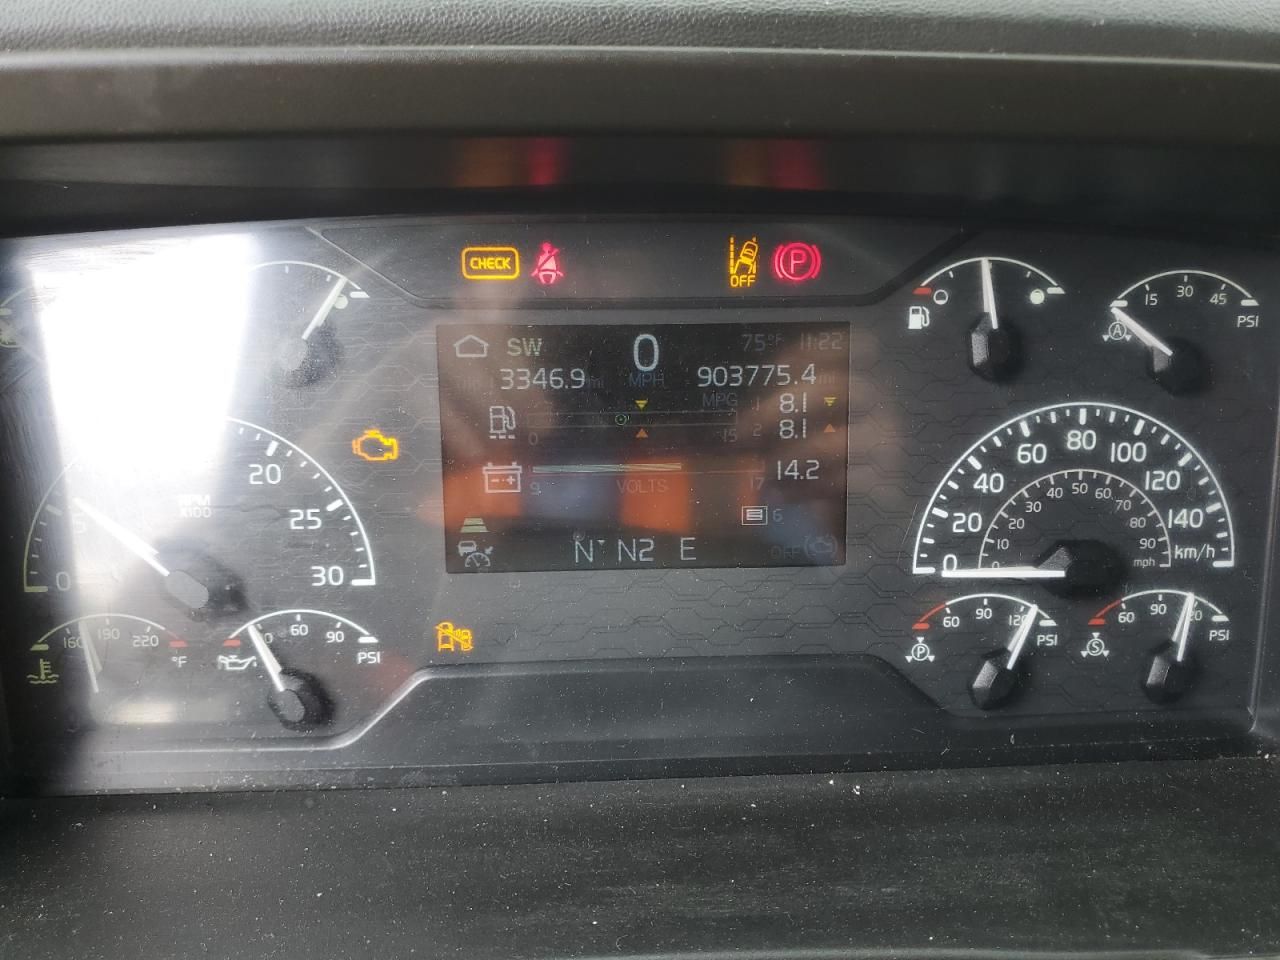 CHECK
OFF
P
SW 0 75°F 11:22
3346.9 mi MPH 903775.4 mi
MPG 1 8.1
0 15 2 8.1
14.2
9 VOLTS 17
6
N N2 E OFF
RPM
X100
0 5 20 25 30
160 190 220
°F
60 90
PSI
15 30 45
PSI
A
0 20 40 60 80 100 120 140
km/h
0 10 20 30 40 50 60 70 80 90
mph
60 90 120
PSI
P
60 90
PSI
S